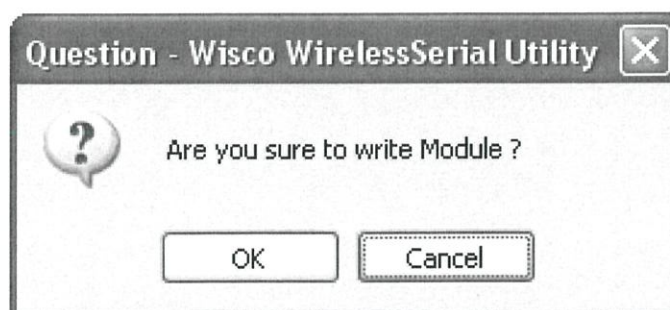 Question - Wisco WirelessSerial Utility
Are you sure to write Module ?
OK
Cancel